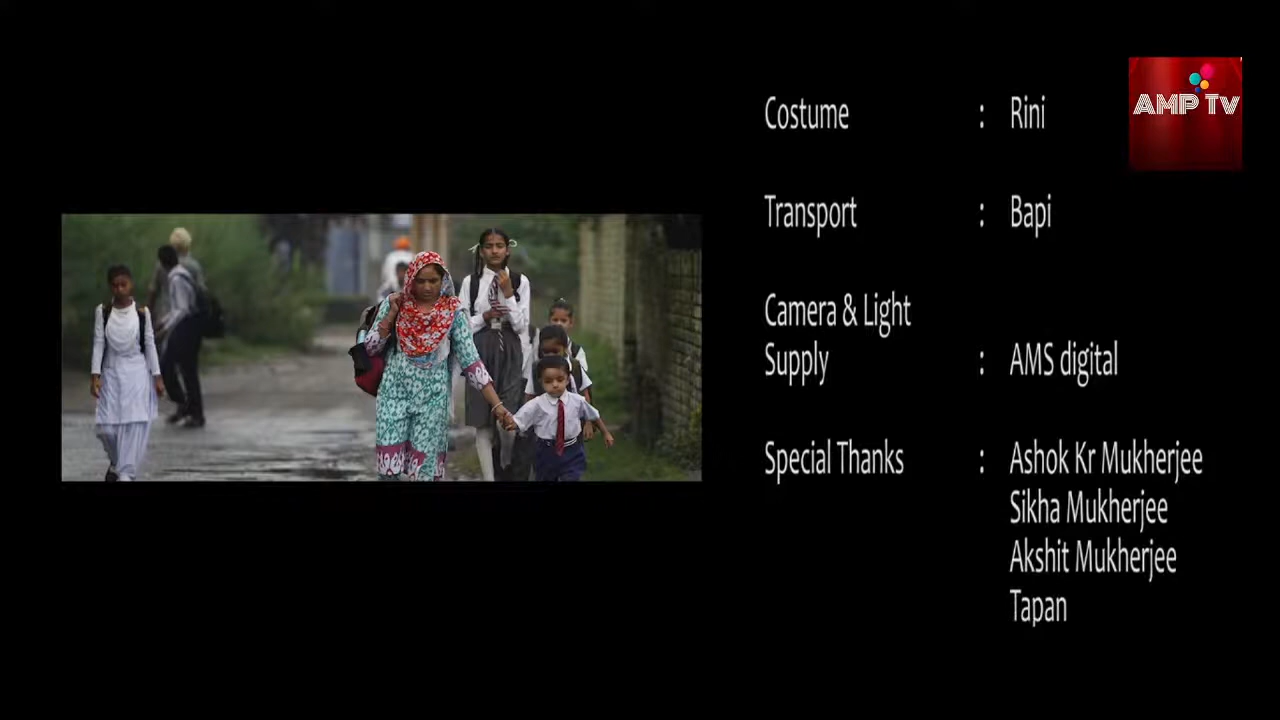 AMP TV
Costume : Rini
Transport : Bapi
Camera & Light
Supply : AMS digital
Special Thanks : Ashok Kr Mukherjee
Sikha Mukherjee
Akshit Mukherjee
Tapan